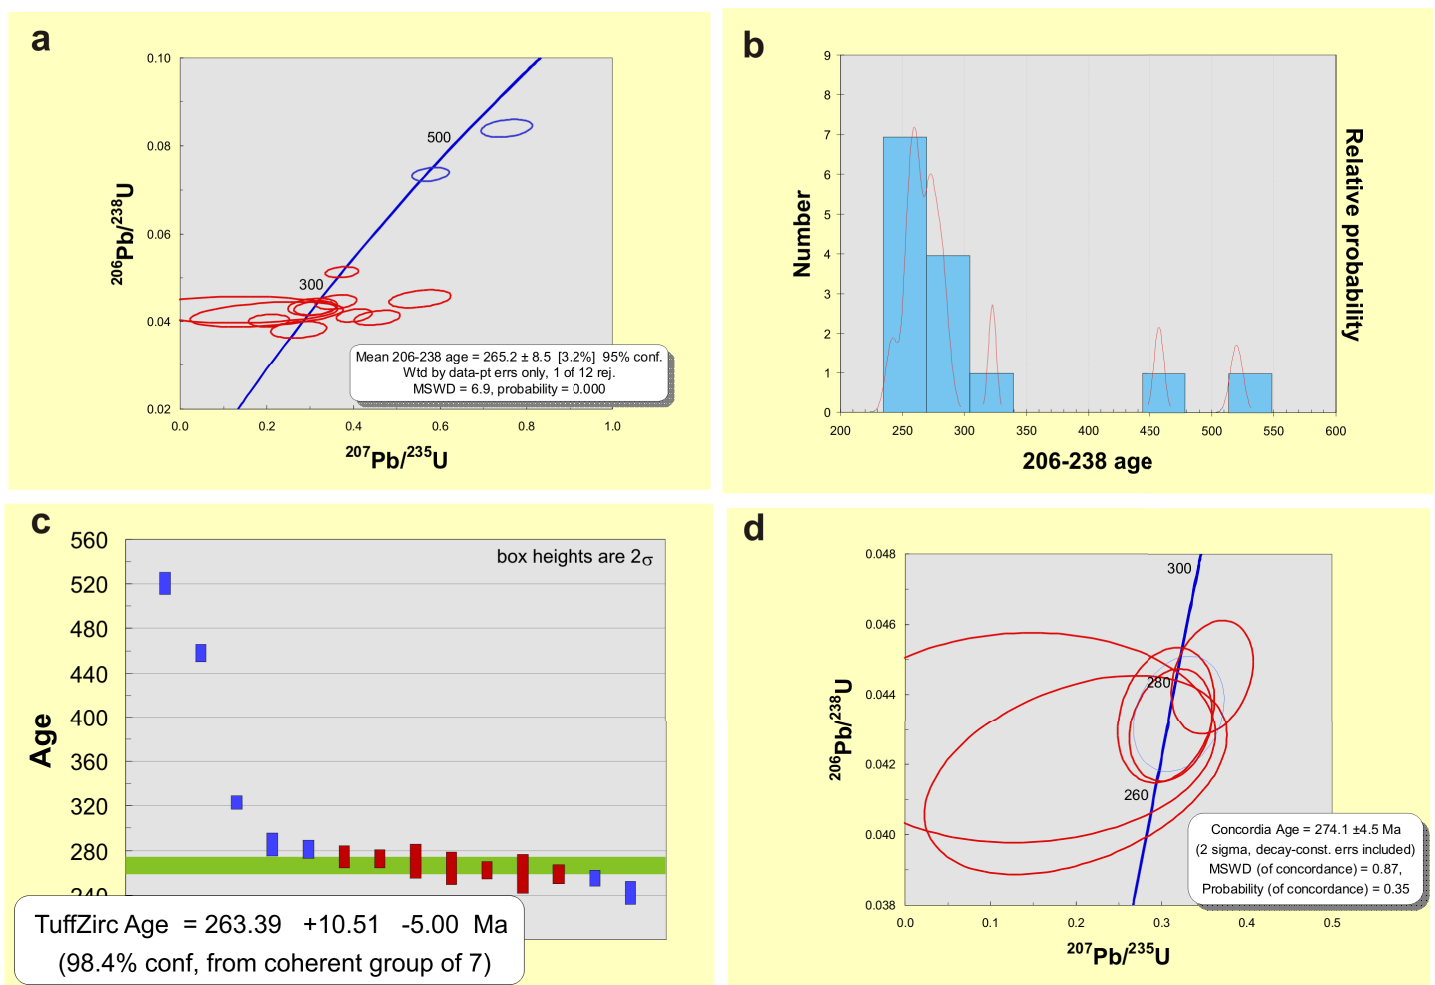 a
0.10
0.08
0.06
0.04
0.02
206Pb/238U
500
300
Mean 206-238 age = 265.2 ± 8.5 [3.2%] 95% conf.
Wtd by data-pt errs only, 1 of 12 rej.
MSWD = 6.9, probability = 0.000
0.0 0.2 0.4 0.6 0.8 1.0
207Pb/235U
b
9
8
7
6
5
4
3
2
1
0
Number
Relative probability
200 250 300 350 400 450 500 550 600
206-238 age
c
560
520
480
440
400
360
320
280
240
Age
box heights are 2σ
TuffZirc Age = 263.39 +10.51 -5.00 Ma
(98.4% conf, from coherent group of 7)
d
0.048
0.046
0.044
0.042
0.040
0.038
206Pb/238U
300
280
260
Concordia Age = 274.1 ±4.5 Ma
(2 sigma, decay-const. errs included)
MSWD (of concordance) = 0.87,
Probability (of concordance) = 0.35
0.0 0.1 0.2 0.3 0.4 0.5
207Pb/235U